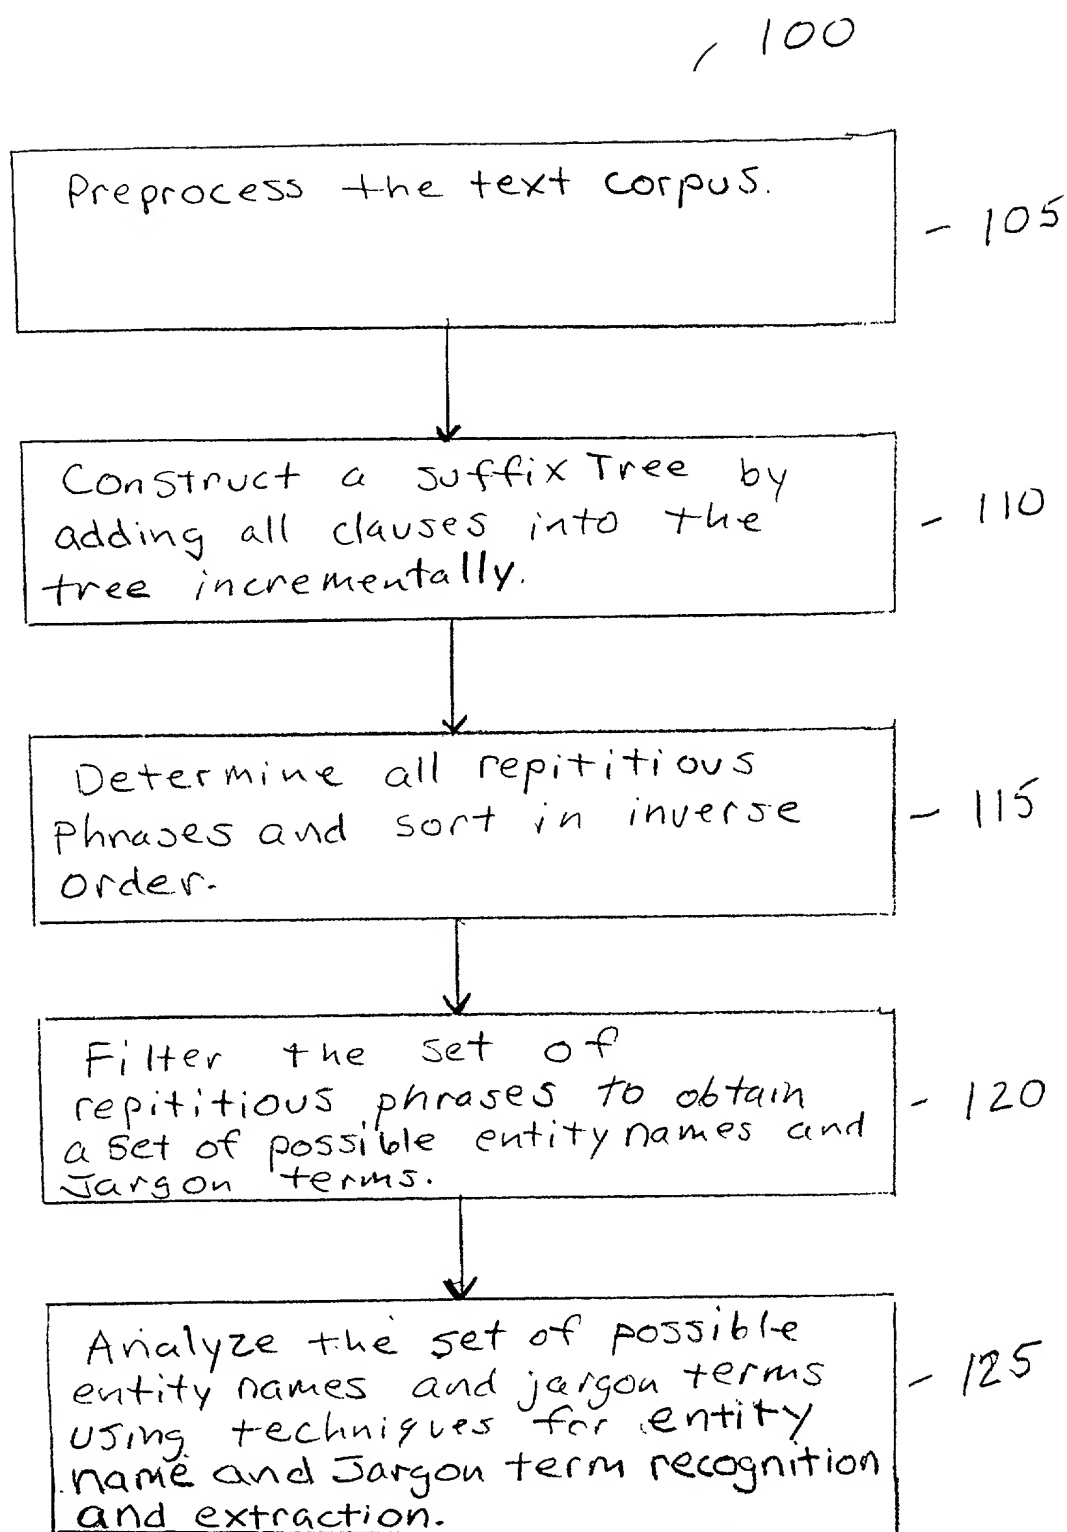 100
Preprocess the text corpus.
- 105
Construct a suffix Tree by
adding all clauses into the
tree incrementally.
- 110
Determine all repititious
phrases and sort in inverse
order.
- 115
Filter the set of
repititious phrases to obtain
a set of possible entity names and
Jargon terms.
- 120
Analyze the set of possible
entity names and jargon terms
using techniques for entity
name and Jargon term recognition
and extraction.
- 125